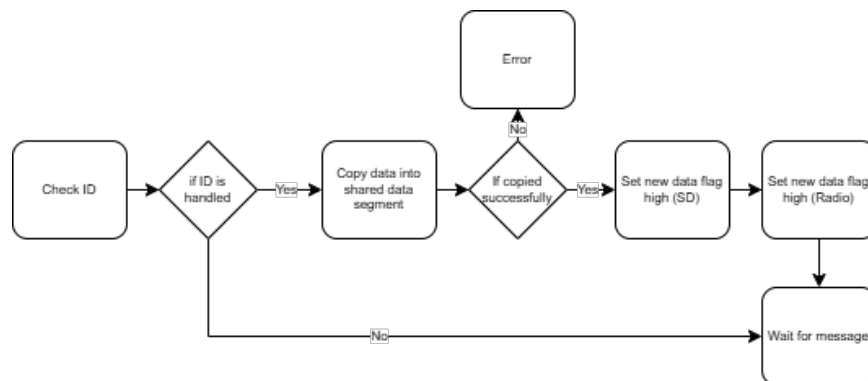 Error
No
Check ID
if ID is
handled
Yes
Copy data into
shared data
segment
If copied
successfully
Yes
Set new data flag
high (SD)
Set new data flag
high (Radio)
No
Wait for message